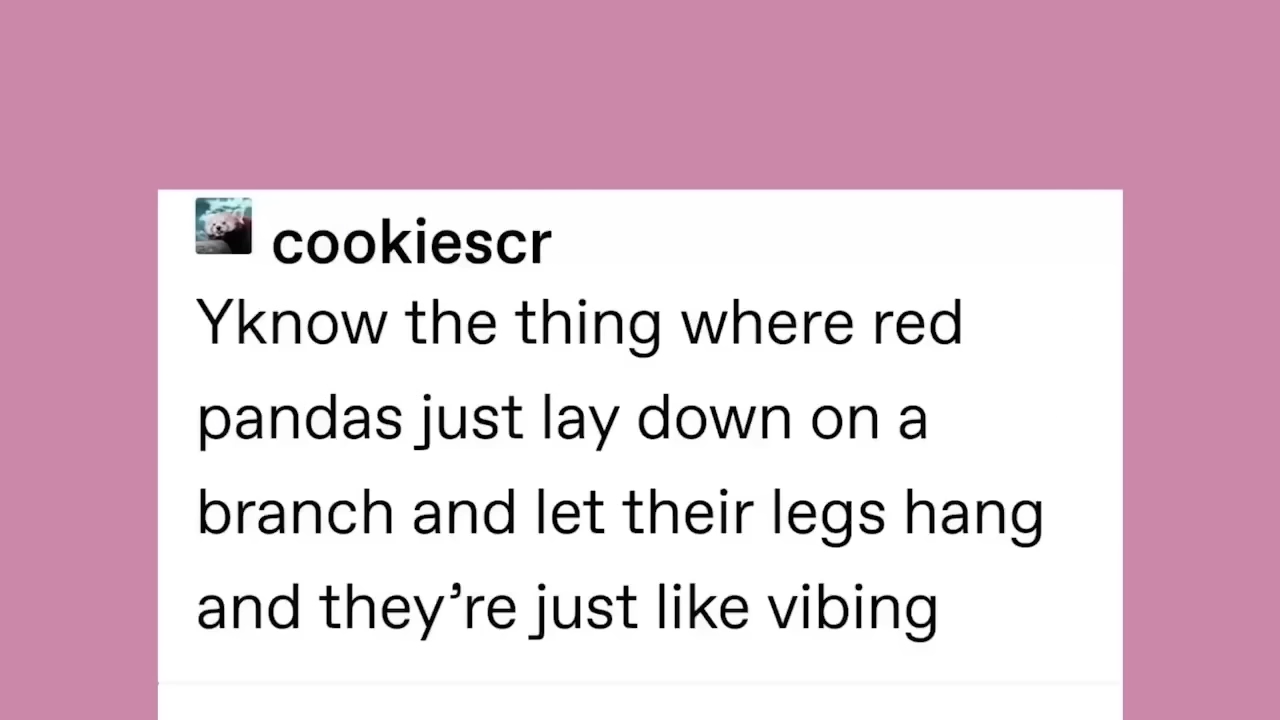 cookiescr
Yknow the thing where red
pandas just lay down on a
branch and let their legs hang
and they’re just like vibing